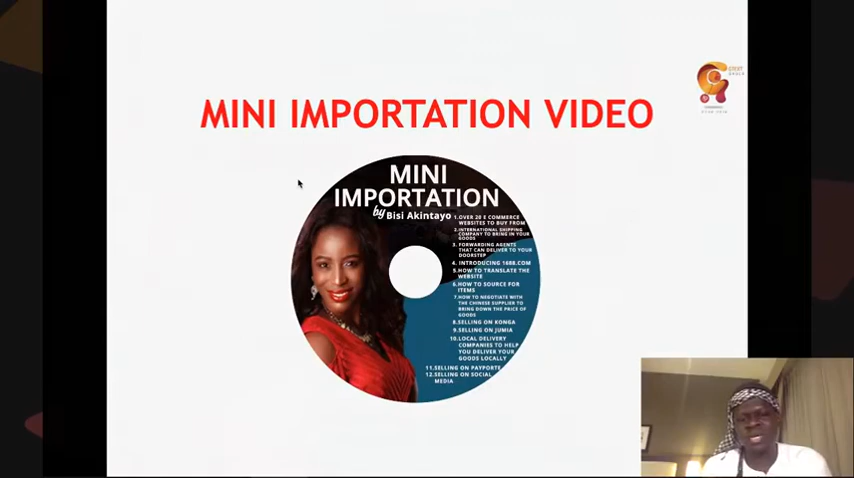 MINI IMPORTATION VIDEO
MINI
IMPORTATION
by Bisi Akintayo
1.OVER 20 E COMMERCE
WEBSITES TO BUY FROM
2.INTERNATIONAL SHIPPING
COMPANY TO BRING IN YOUR
GOODS
3. FORWARDING AGENTS
THAT CAN DELIVER TO YOUR
DOORSTEP
4. INTRODUCING 1688.COM
5.HOW TO TRANSLATE THE
WEBSITE
6.HOW TO SOURCE FOR
ITEMS
7.HOW TO NEGOTIATE WITH
THE CHINESE SUPPLIER TO
BRING DOWN THE PRICE OF
GOODS
8.SELLING ON KONGA
9.SELLING ON JUMIA
10.LOCAL DELIVERY
COMPANIES TO HELP
YOU DELIVER YOUR
GOODS LOCALLY
11.SELLING ON PAYPORTE
12.SELLING ON SOCIAL
MEDIA